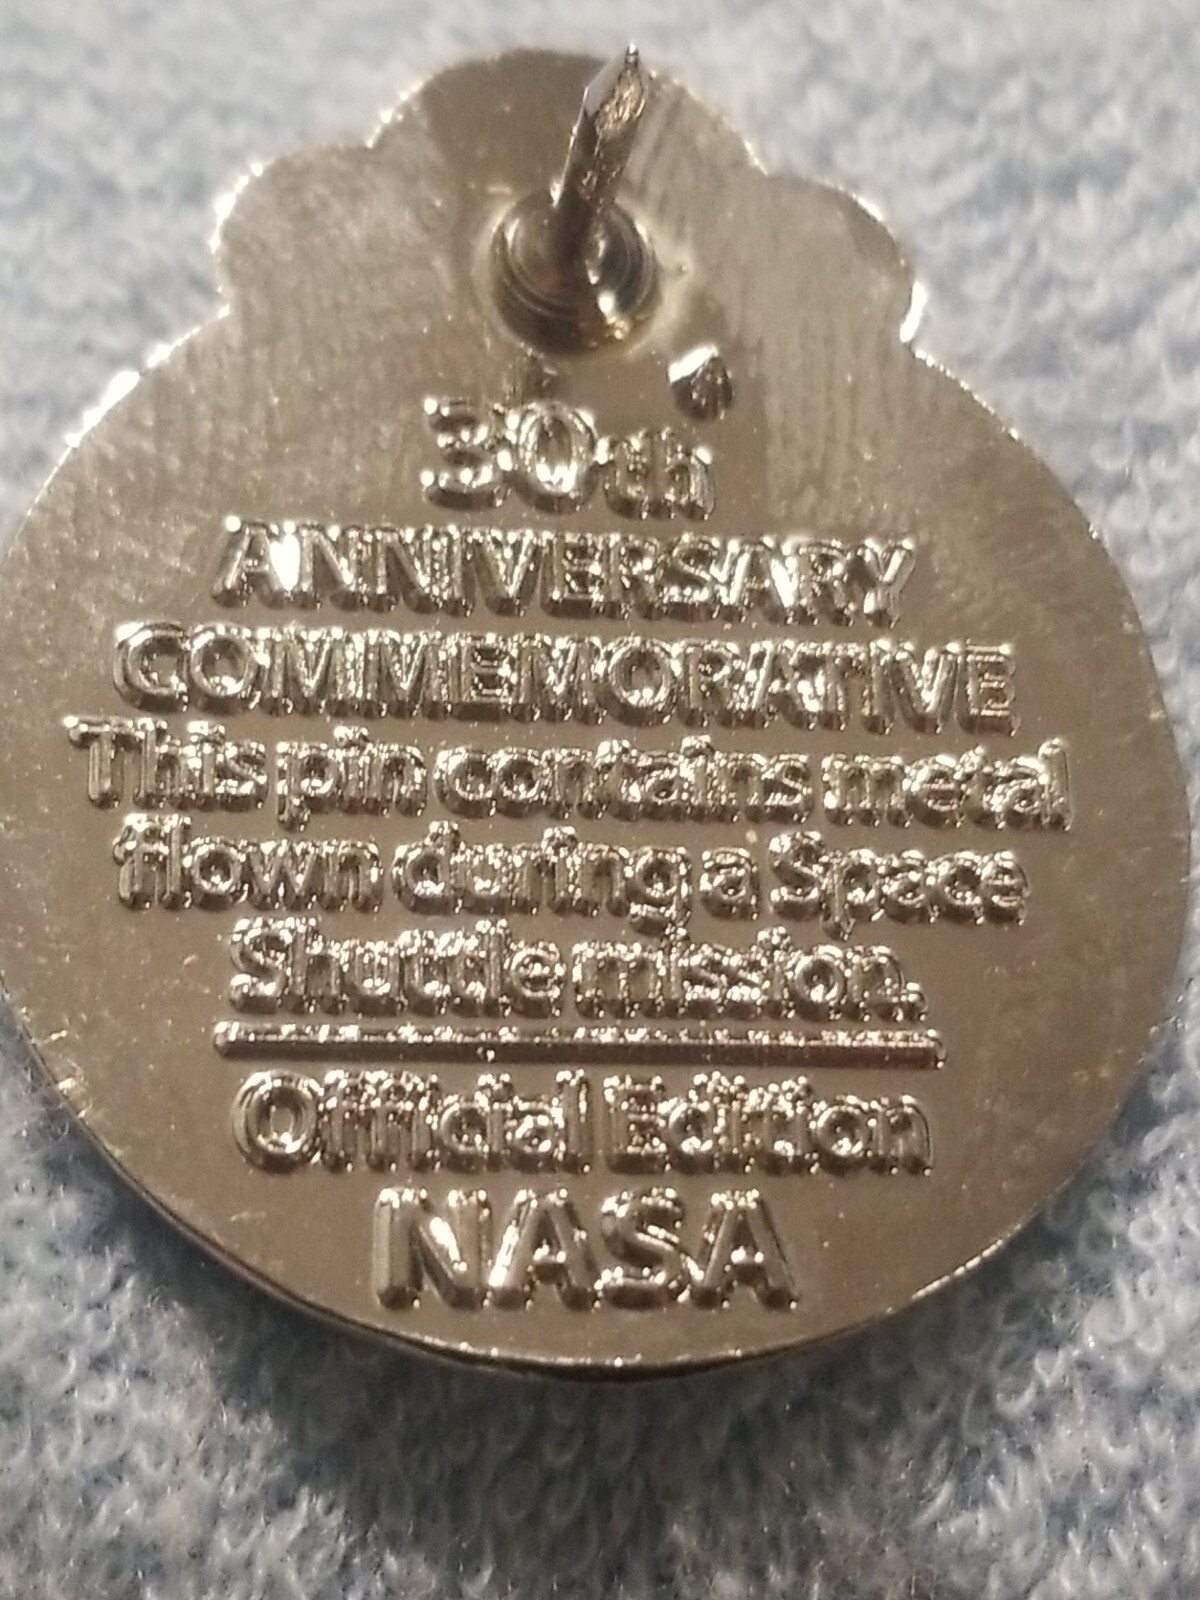 30th
ANNIVERSARY
COMMEMORATIVE
This pin contains metal
flown during a Space
Shuttle mission.
Official Edition
NASA